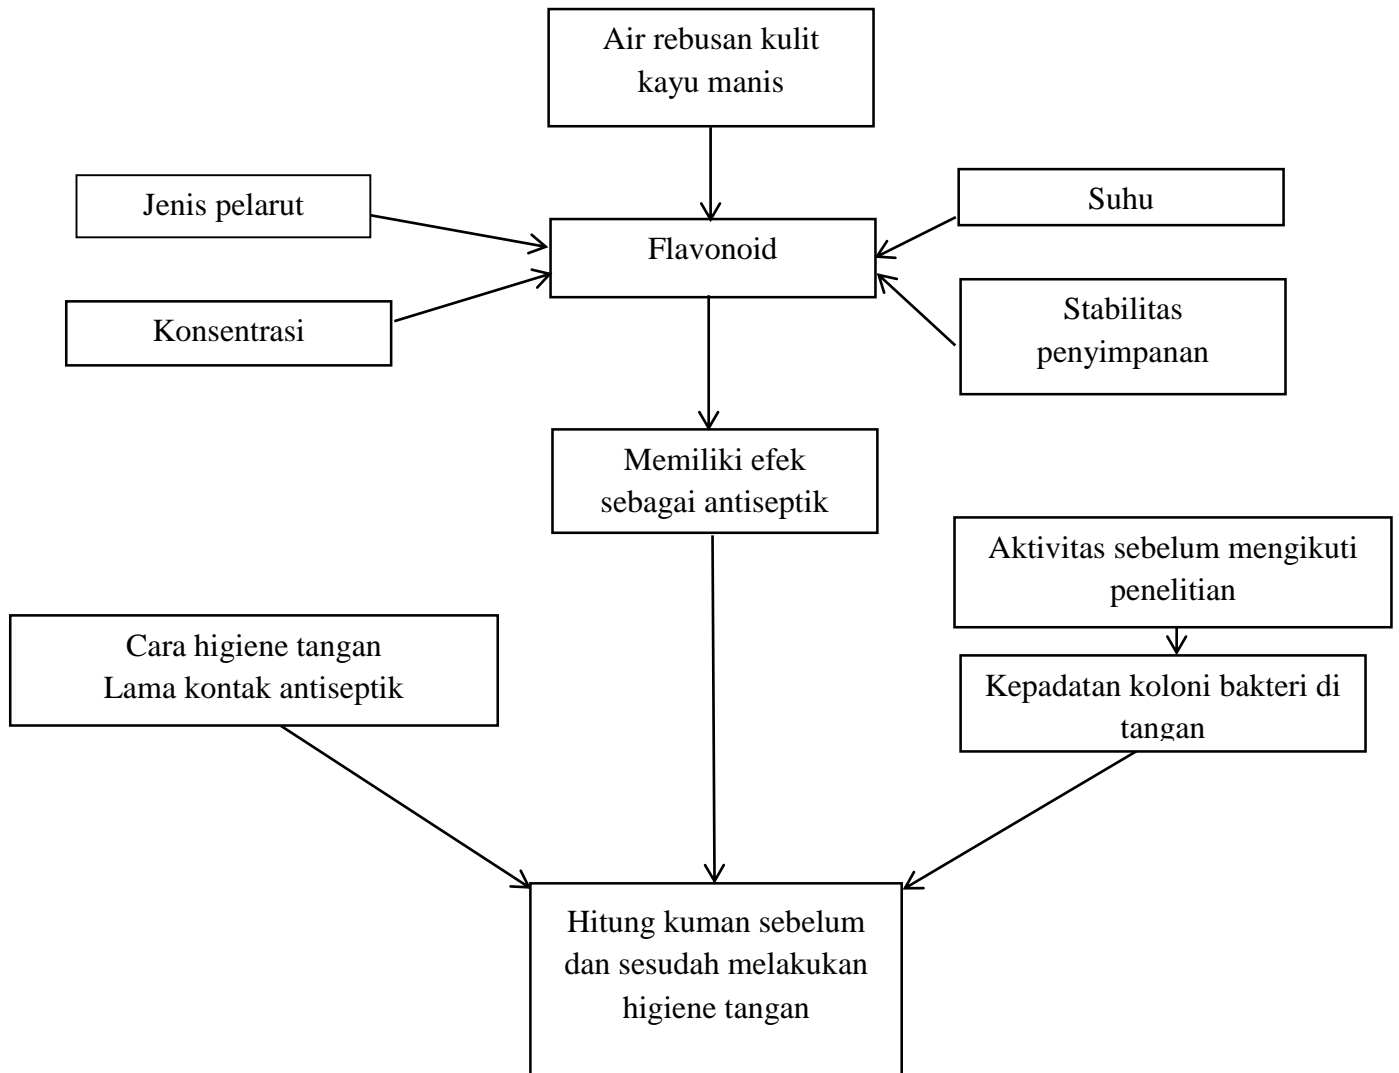 Air rebusan kulit
kayu manis
Jenis pelarut
Suhu
Flavonoid
Konsentrasi
Stabilitas
penyimpanan
Memiliki efek
sebagai antiseptik
Aktivitas sebelum mengikuti
penelitian
Cara higiene tangan
Lama kontak antiseptik
Kepadatan koloni bakteri di
tangan
Hitung kuman sebelum
dan sesudah melakukan
higiene tangan